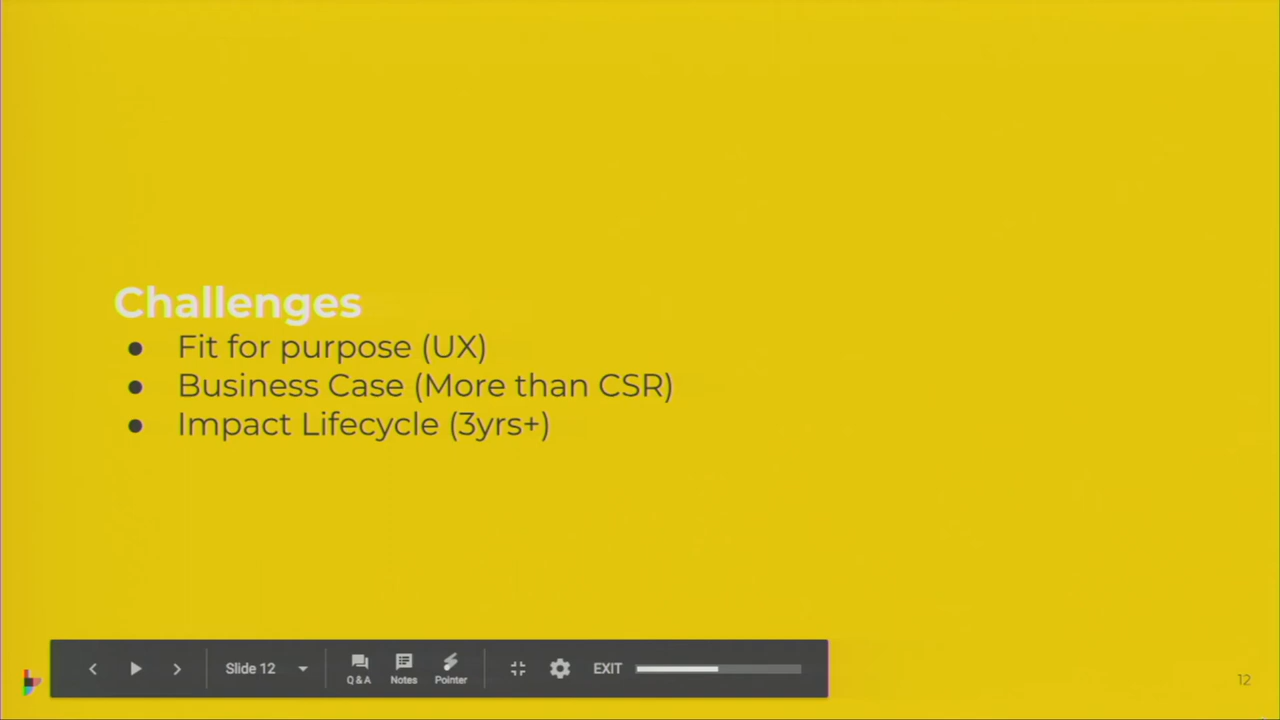 Challenges
● Fit for purpose (UX)
● Business Case (More than CSR)
● Impact Lifecycle (3yrs+)
Slide 12
Q & A
Notes
Pointer
EXIT
12